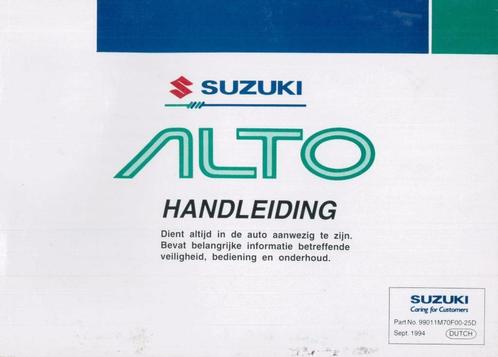 SUZUKI
ALTO
HANDLEIDING
Dient altijd in de auto aanwezig te zijn.
Bevat belangrijke informatie betreffende
veiligheid, bediening en onderhoud.
SUZUKI
Caring for Customers
Part No. 99011M70F00-25D
Sept. 1994 DUTCH